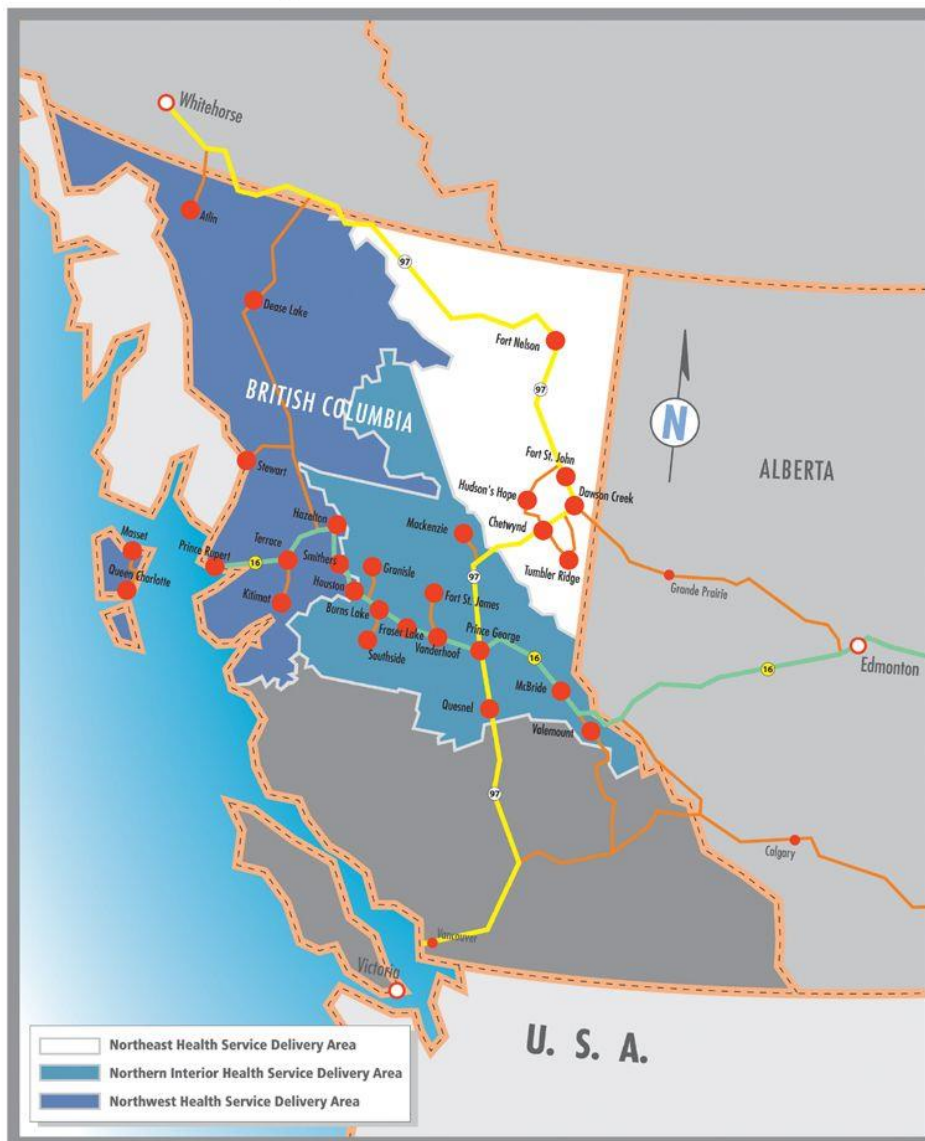 Whitehorse
Atlin
97
Dease Lake
Fort Nelson
97
N
BRITISH COLUMBIA
ALBERTA
Fort St. John
Stewart
Hudson's Hope
Dawson Creek
Hazelton
Mackenzie
Chetwynd
Masset
Prince Rupert
16
Terrace
Smithers
Granisle
97
Tumbler Ridge
Queen Charlotte
Kitimat
Houston
Fort St. James
Grande Prairie
Burns Lake
Fraser Lake
Vanderhoof
Prince George
Southside
16
16
Edmonton
McBride
Quesnel
Valemount
97
Calgary
Vancouver
Victoria
U. S. A.
Northeast Health Service Delivery Area
Northern Interior Health Service Delivery Area
Northwest Health Service Delivery Area